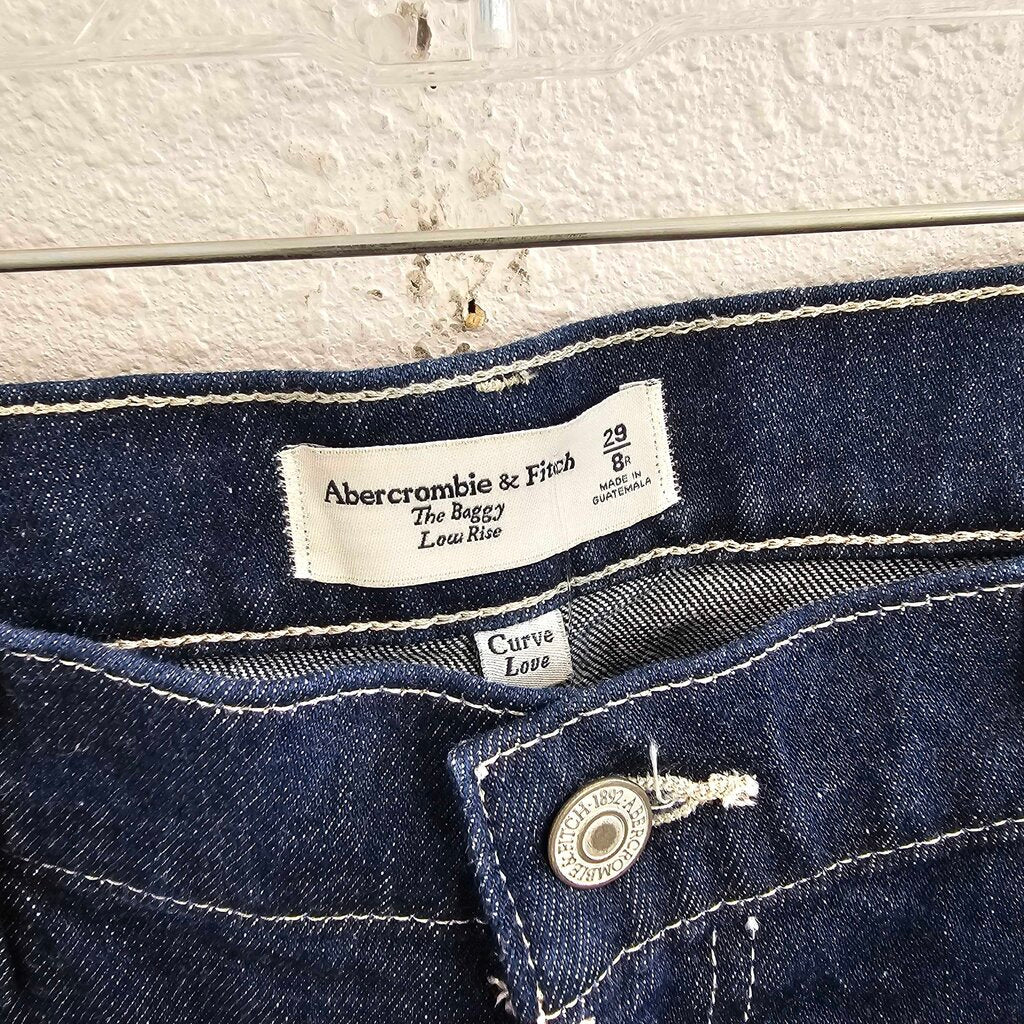 Abercrombie & Fitch
The Baggy
Low Rise
29
8R
MADE IN
GUATEMALA
Curve
Love
ABERCROMBIE & FITCH · 1892 ·